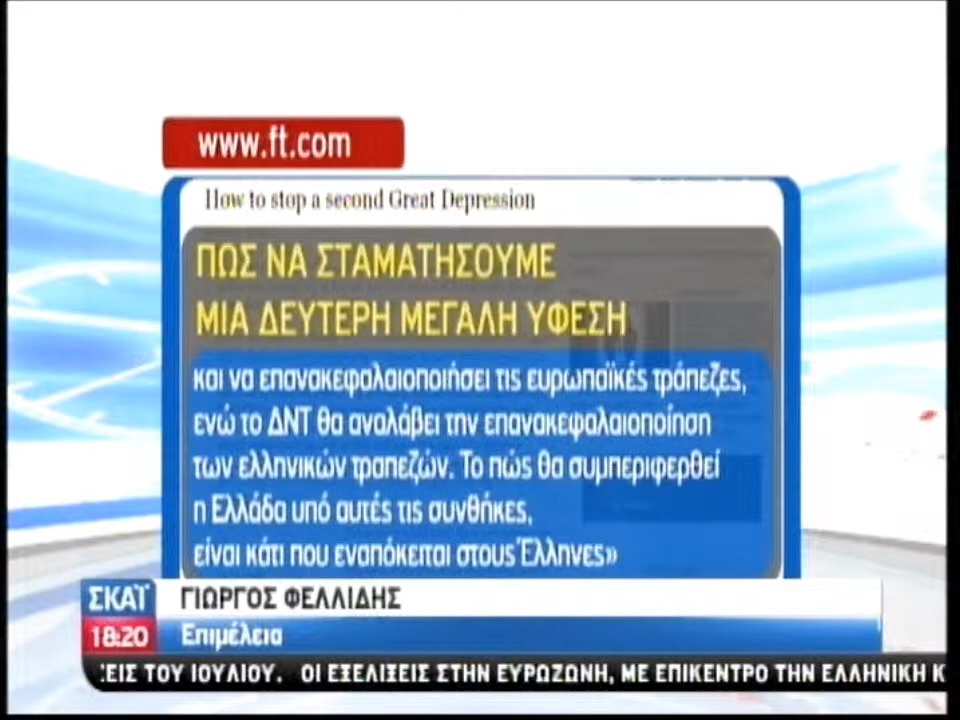 www.ft.com
How to stop a second Great Depression
ΠΩΣ ΝΑ ΣΤΑΜΑΤΗΣΟΥΜΕ
ΜΙΑ ΔΕΥΤΕΡΗ ΜΕΓΑΛΗ ΥΦΕΣΗ
και να επανακεφαλαιοποιήσει τις ευρωπαϊκές τράπεζες,
ενώ το ΔΝΤ θα αναλάβει την επανακεφαλαιοποίηση
των ελληνικών τραπεζών. Το πώς θα συμπεριφερθεί
η Ελλάδα υπό αυτές τις συνθήκες,
είναι κάτι που εναπόκειται στους Έλληνες»
ΣΚΑΪ ΓΙΩΡΓΟΣ ΦΕΛΛΙΔΗΣ
18:20 Επιμέλεια
ΞΕΙΣ ΤΟΥ ΙΟΥΛΙΟΥ. ΟΙ ΕΞΕΛΙΞΕΙΣ ΣΤΗΝ ΕΥΡΩΖΩΝΗ, ΜΕ ΕΠΙΚΕΝΤΡΟ ΤΗΝ ΕΛΛΗΝΙΚΗ Κ